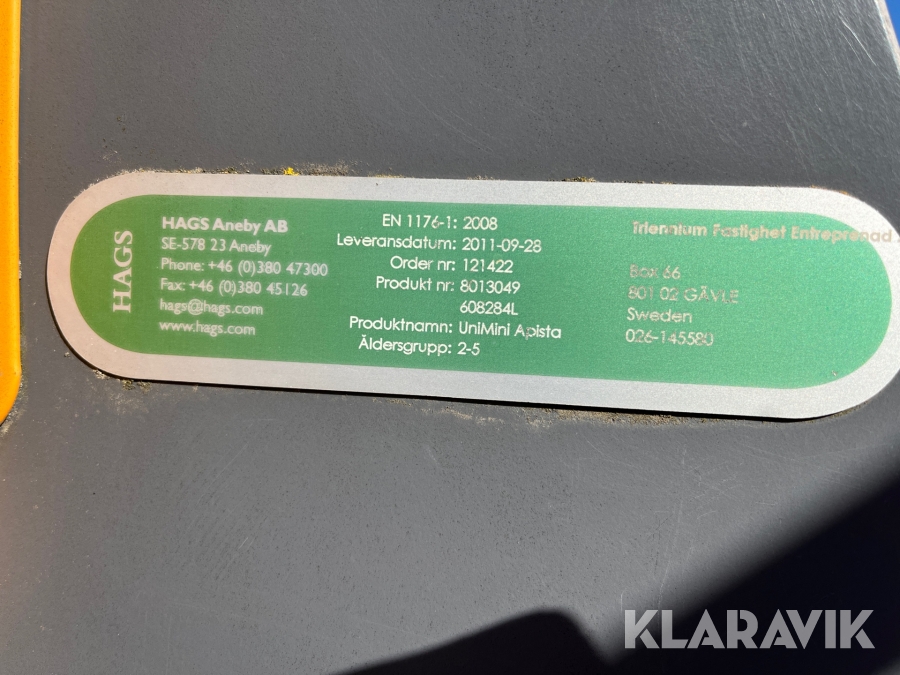 HAGS
HAGS Aneby AB
SE-578 23 Aneby
Phone: +46 (0)380 47300
Fax: +46 (0)380 45126
hags@hags.com
www.hags.com
EN 1176-1: 2008
Leveransdatum: 2011-09-28
Order nr: 121422
Produkt nr: 8013049
608284L
Produktnamn: UniMini Apista
Åldersgrupp: 2-5
Triennium Fastighet Entreprenad
Box 66
801 02 GÄVLE
Sweden
026-145580
KLARAVIK